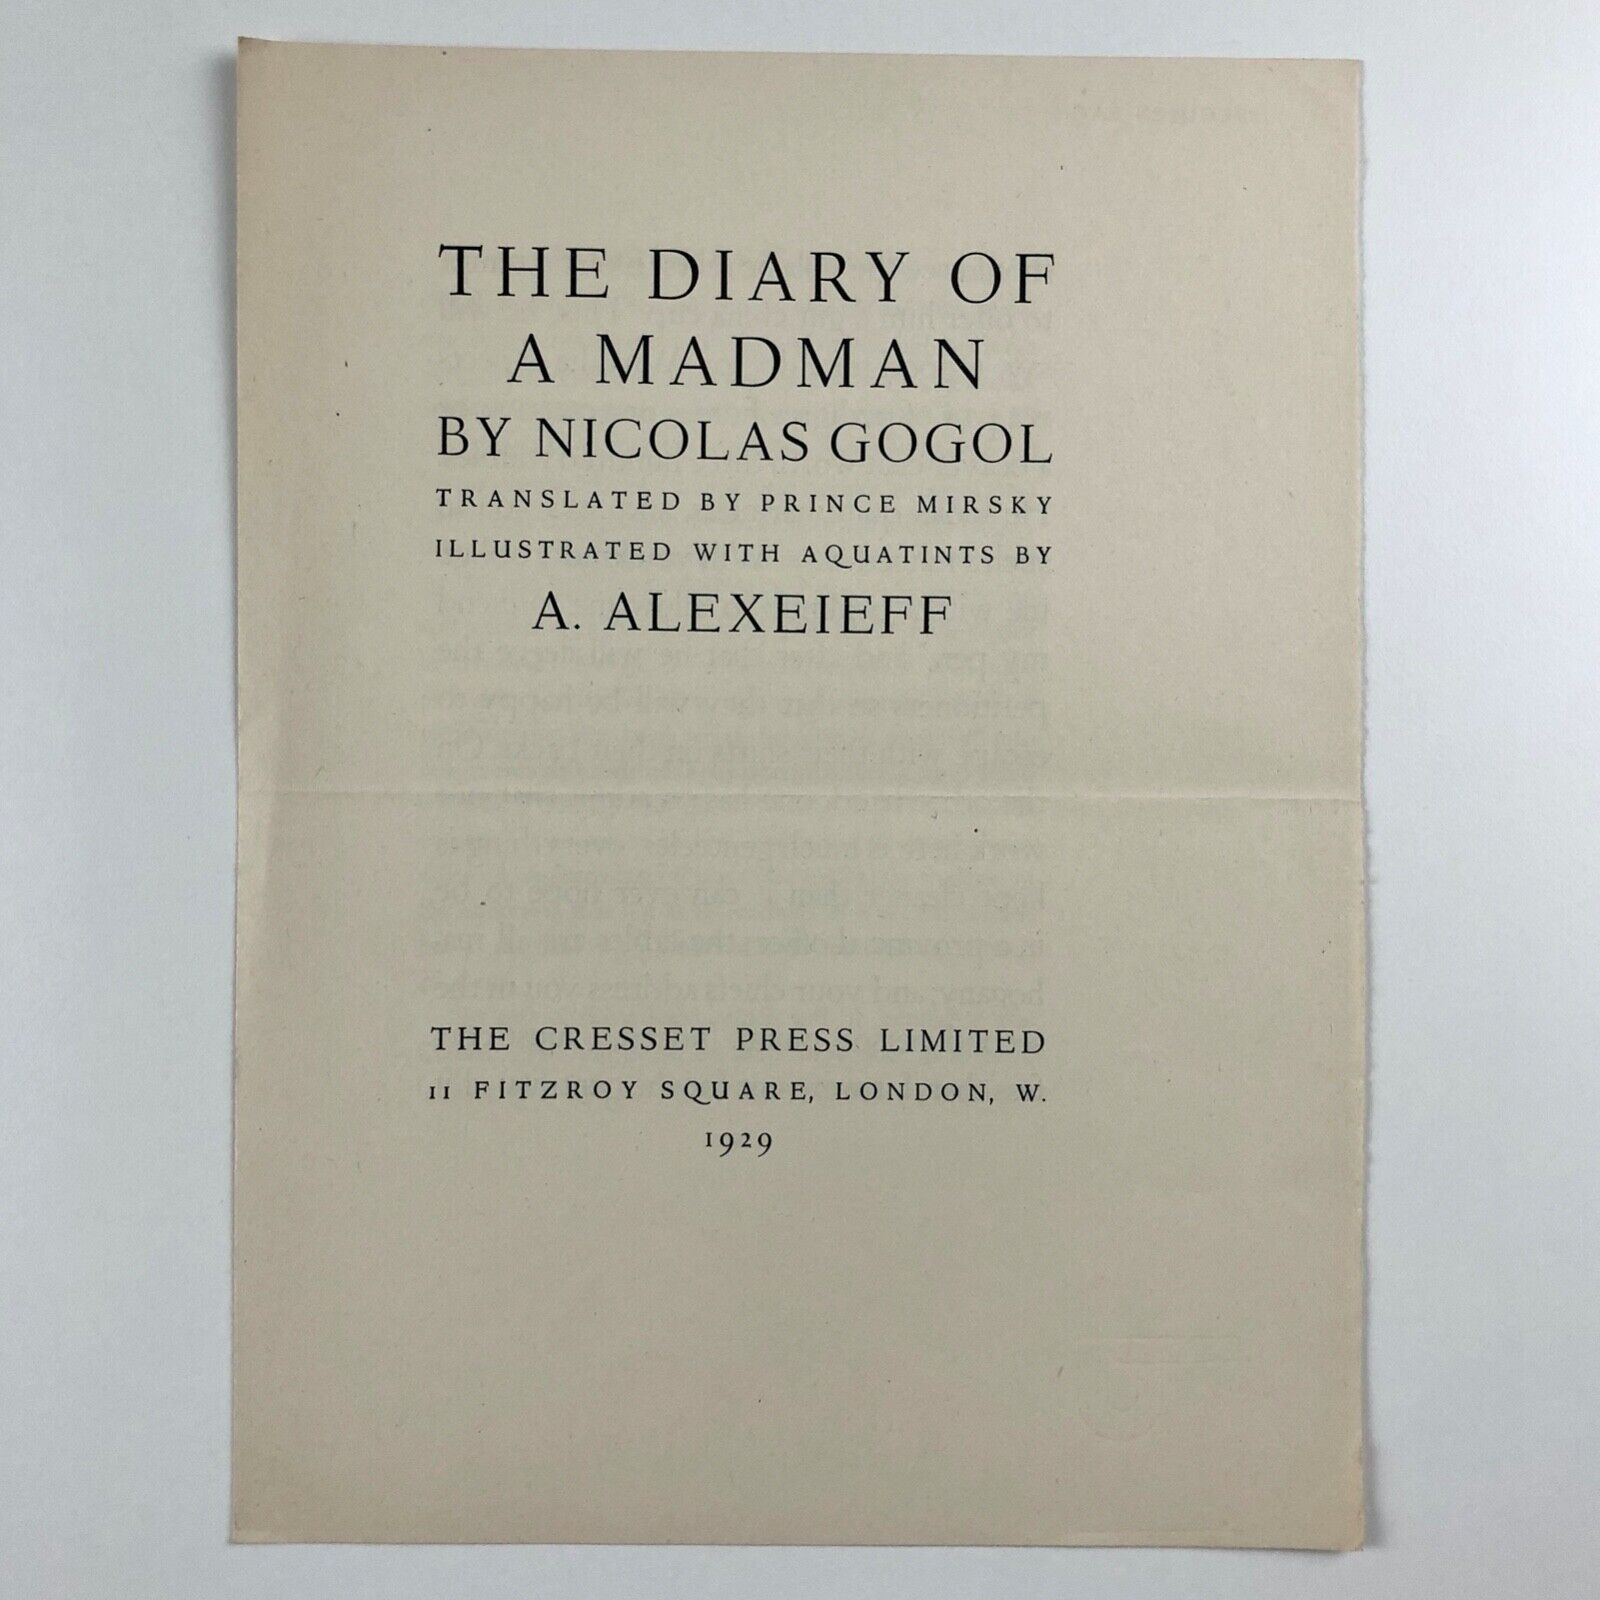 THE DIARY OF
A MADMAN
BY NICOLAS GOGOL
TRANSLATED BY PRINCE MIRSKY
ILLUSTRATED WITH AQUATINTS BY
A. ALEXEIEFF
THE CRESSET PRESS LIMITED
11 FITZROY SQUARE, LONDON, W.
1929